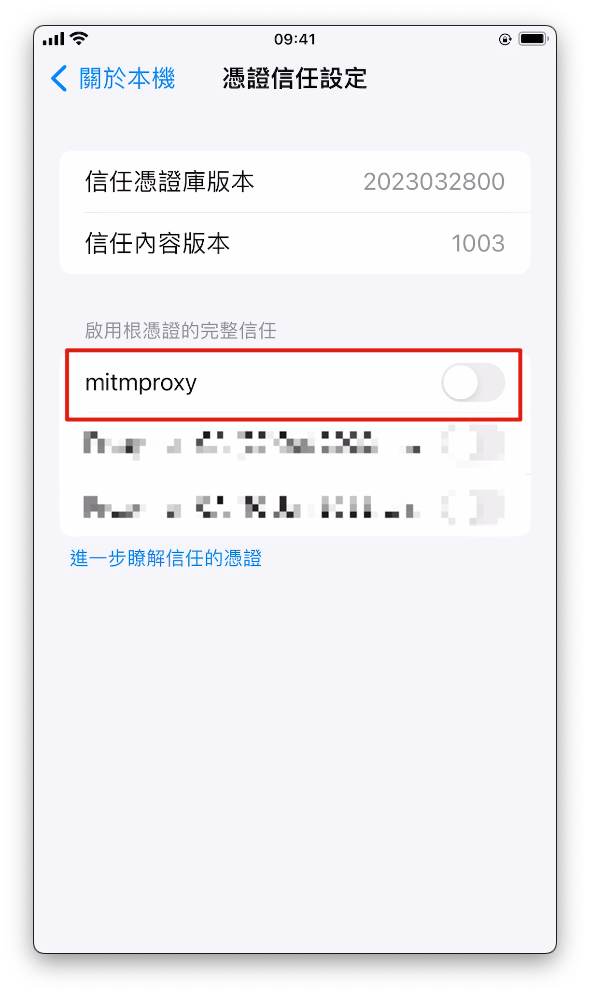 09:41
關於本機 憑證信任設定
信任憑證庫版本 2023032800
信任內容版本 1003
啟用根憑證的完整信任
mitmproxy
進一步瞭解信任的憑證